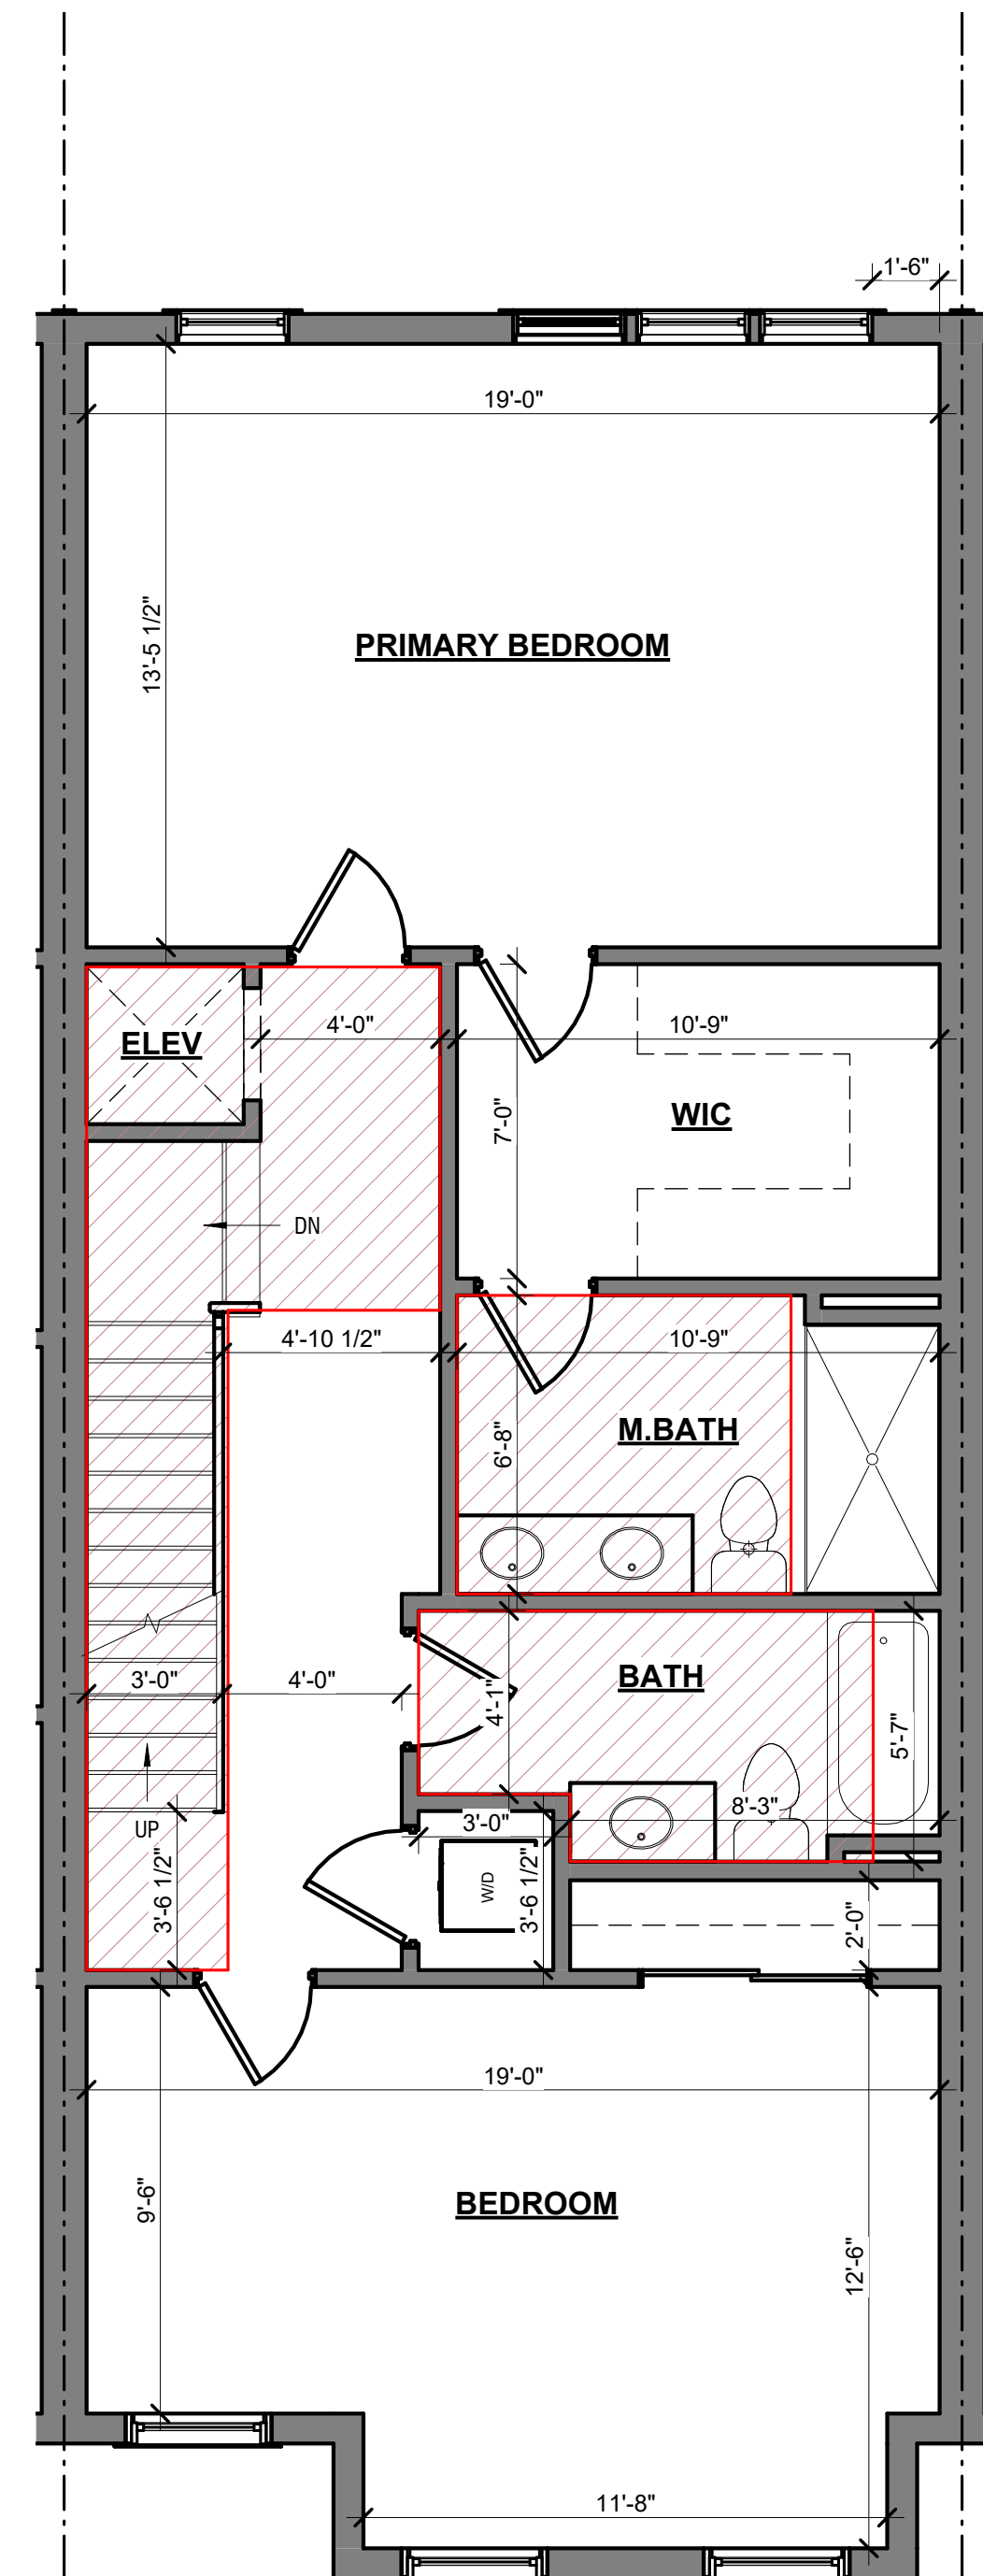 1'-6"
19'-0"
13'-5 1/2"
PRIMARY BEDROOM
ELEV
4'-0"
10'-9"
WIC
7'-0"
DN
4'-10 1/2"
10'-9"
M.BATH
6'-8"
BATH
3'-0"
4'-0"
4'-1"
5'-7"
8'-3"
UP
3'-0"
3'-6 1/2"
W/D
3'-6 1/2"
2'-0"
19'-0"
9'-6"
BEDROOM
12'-6"
11'-8"